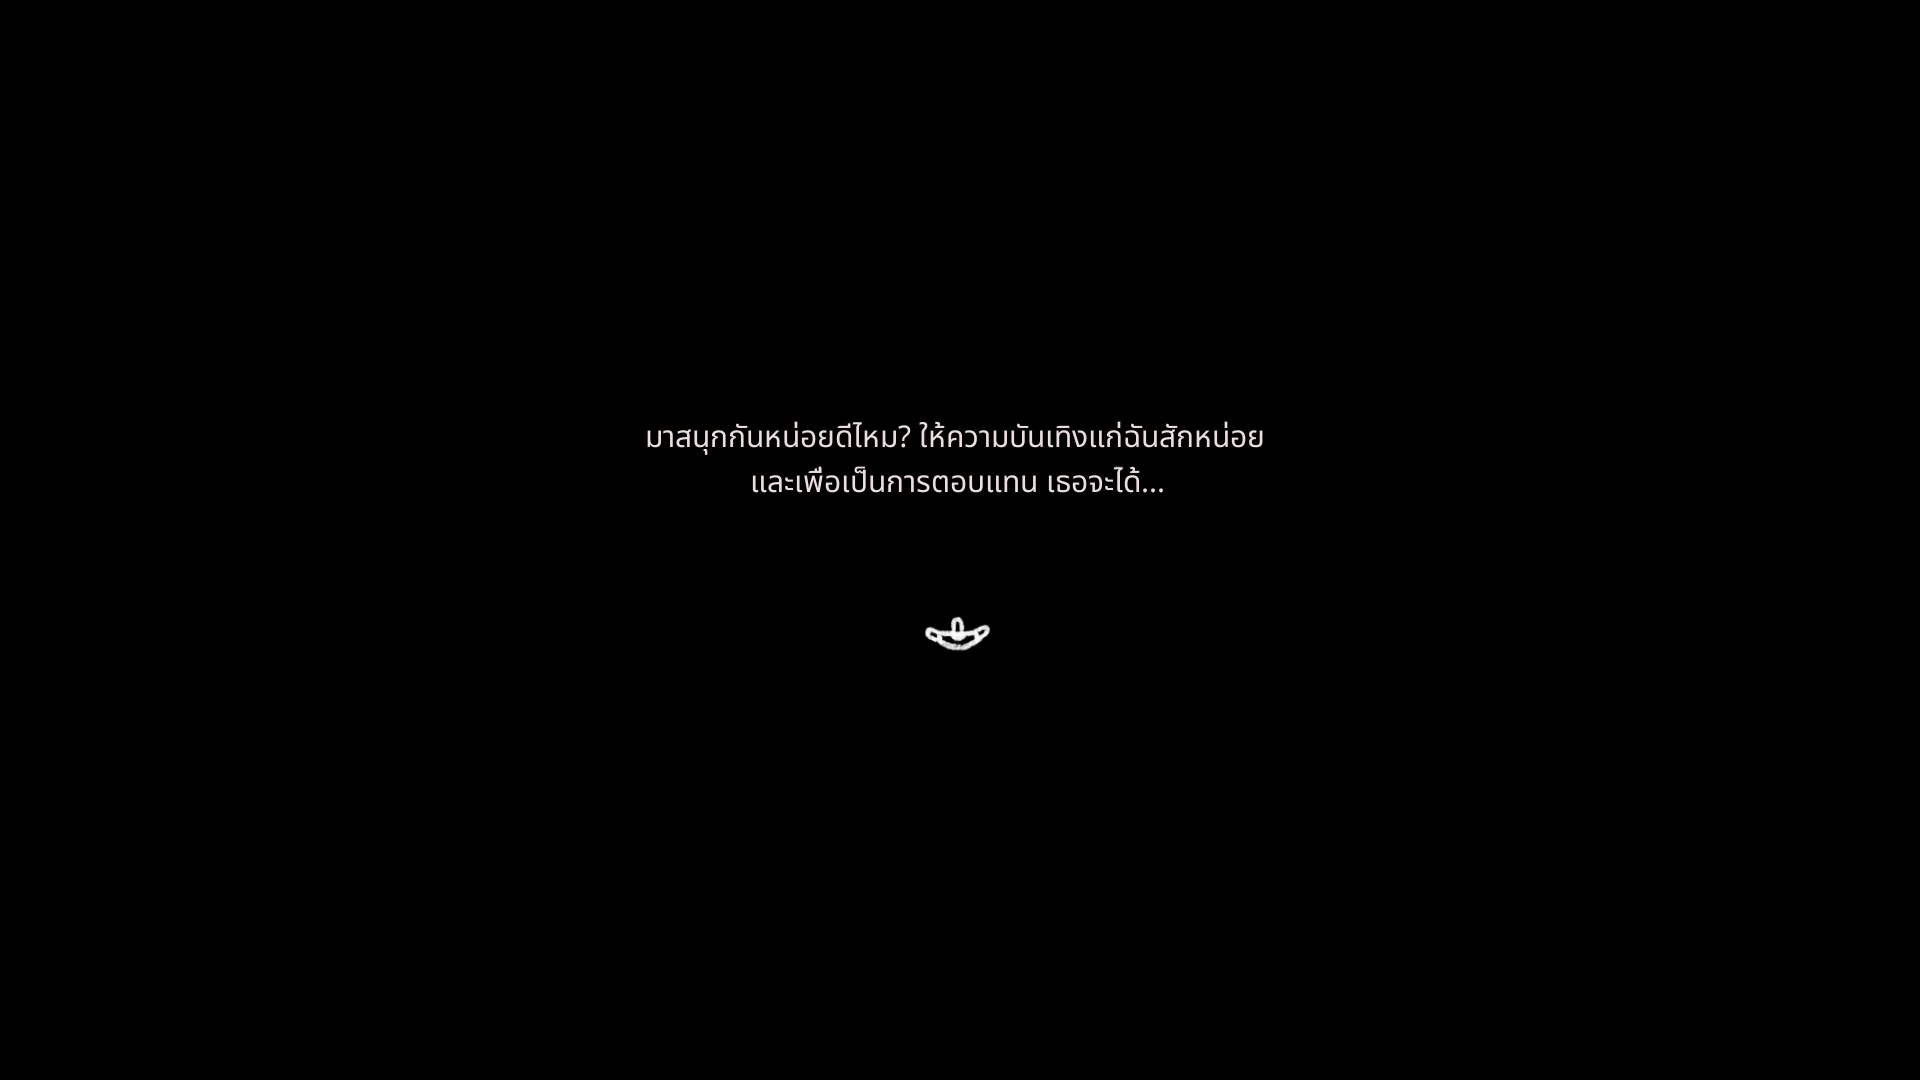 มาสนุกกันหน่อยดีไหม? ให้ความบันเทิงแก่ฉันสักหน่อย
และเพื่อเป็นการตอบแทน เธอจะได้...